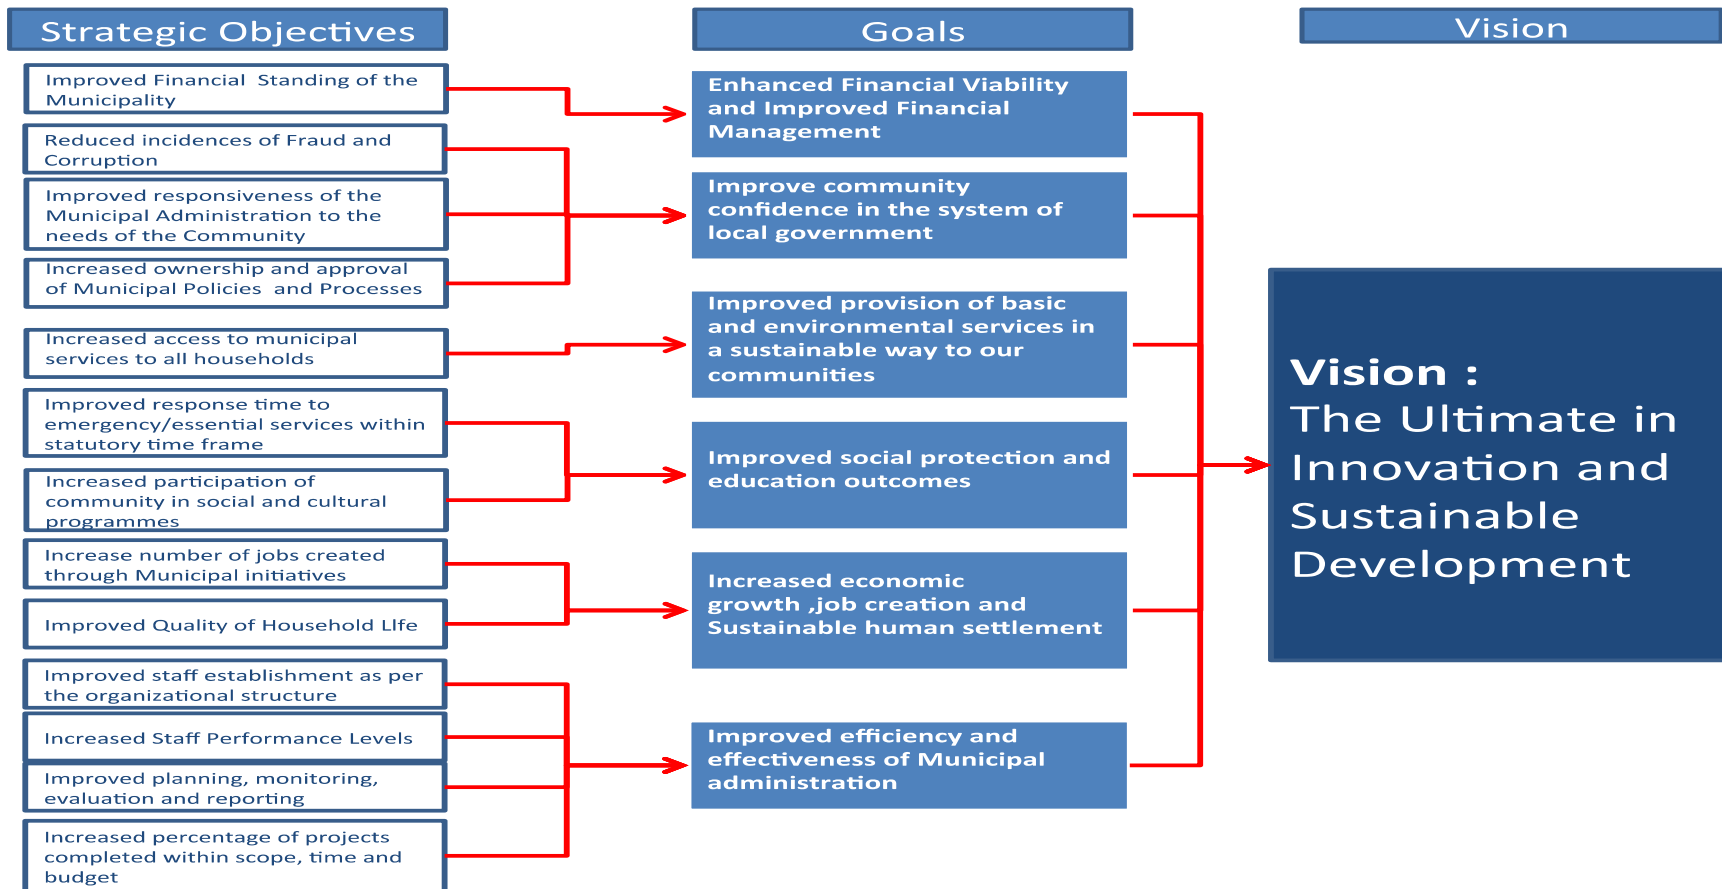 Strategic Objectives
Improved Financial  Standing of the
Municipality
Reduced incidences of Fraud and
Corruption
Improved responsiveness of the
Municipal Administration to the
needs of the Community
Increased ownership and approval
of Municipal Policies  and Processes
Increased access to municipal
services to all households
Improved response time to
emergency/essential services within
statutory time frame
Increased participation of
community in social and cultural
programmes
Increase number of jobs created
through Municipal initiatives
Improved Quality of Household LIfe
Improved staff establishment as per
the organizational structure
Increased Staff Performance Levels
Improved planning, monitoring,
evaluation and reporting
Increased percentage of projects
completed within scope, time and
budget
Goals
Enhanced Financial Viability
and Improved Financial
Management
Improve community
confidence in the system of
local government
Improved provision of basic
and environmental services in
a sustainable way to our
communities
Improved social protection and
education outcomes
Increased economic
growth ,job creation and
Sustainable human settlement
Improved efficiency and
effectiveness of Municipal
administration
Vision
Vision :
The Ultimate in
Innovation and
Sustainable
Development